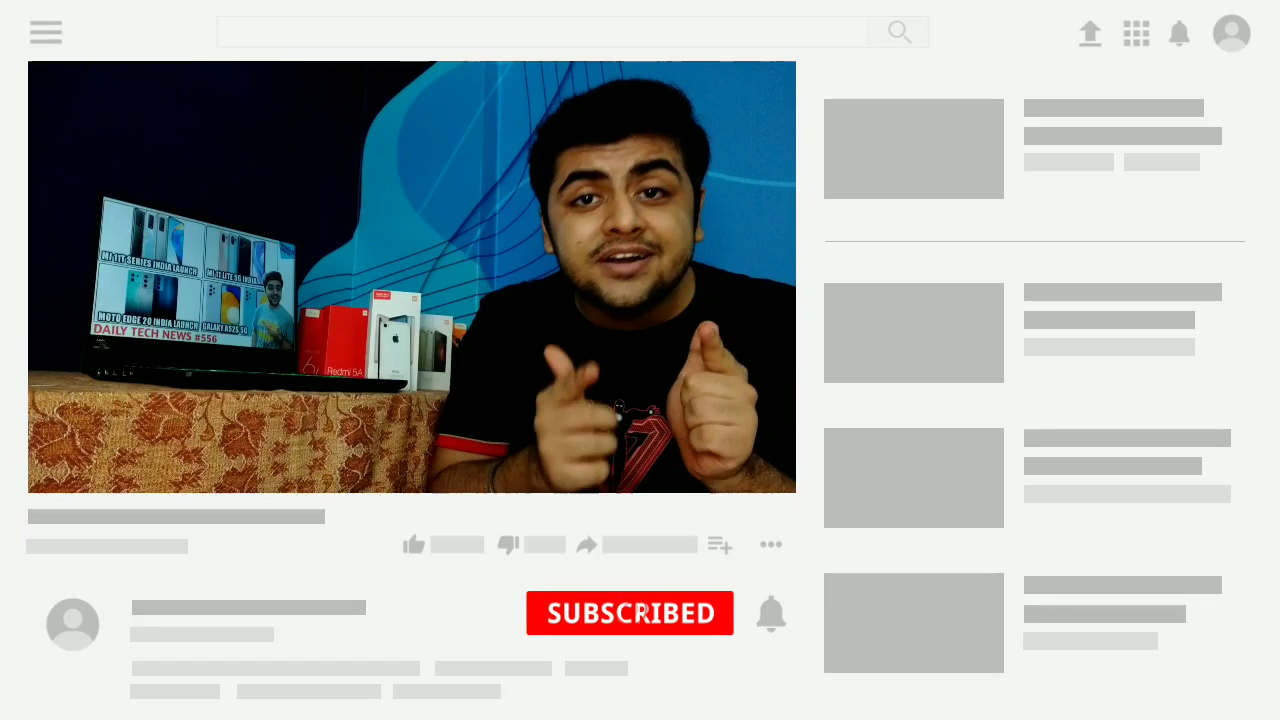 MI 11T SERIES INDIA LAUNCH
MI 11 LITE 5G INDIA
MOTO EDGE 20 INDIA LAUNCH
GALAXY A52S 5G
DAILY TECH NEWS #556
Redmi 5A
SUBSCRIBED